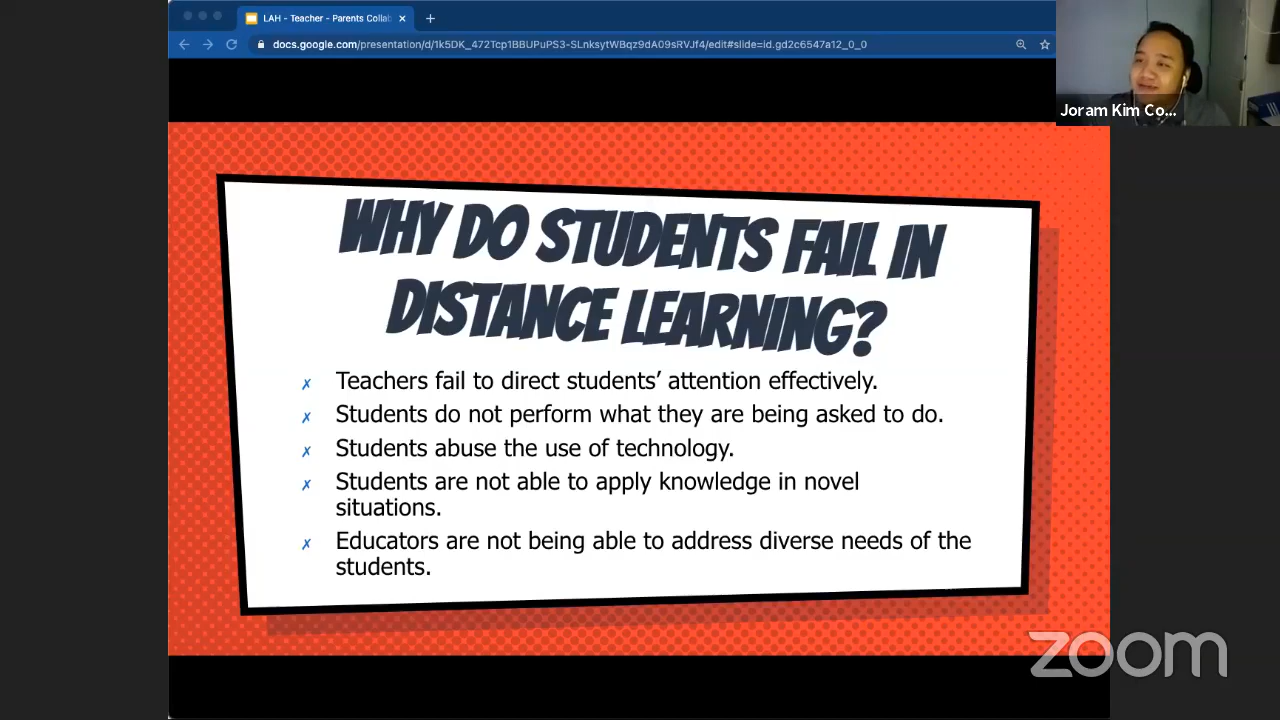 LAH - Teacher - Parents Collab
docs.google.com/presentation/d/1k5DK_472Tcp1BBUPuPS3-SLnksytWBqz9dA09sRVJf4/edit#slide=id.gd2c6547a12_0_0
Joram Kim Co...
WHY DO STUDENTS FAIL IN
DISTANCE LEARNING?
✗ Teachers fail to direct students’ attention effectively.
✗ Students do not perform what they are being asked to do.
✗ Students abuse the use of technology.
✗ Students are not able to apply knowledge in novel
situations.
✗ Educators are not being able to address diverse needs of the
students.
zoom